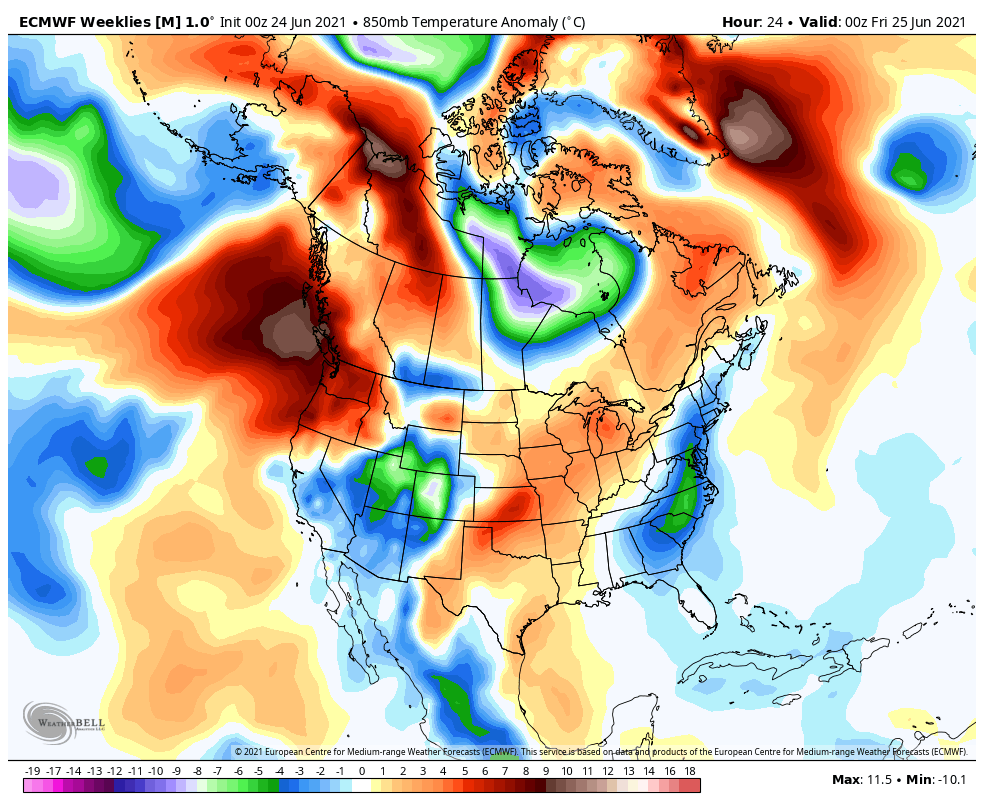 ECMWF Weeklies [M] 1.0° Init 00z 24 Jun 2021 • 850mb Temperature Anomaly (°C)
Hour: 24 • Valid: 00z Fri 25 Jun 2021
WEATHERBELL
© 2021 European Centre for Medium-range Weather Forecasts (ECMWF). This service is based on data and products of the European Centre for Medium-range Weather Forecasts (ECMWF).
-19 -17 -14 -13 -12 -11 -10 -9 -8 -7 -6 -5 -4 -3 -2 -1 0 1 2 3 4 5 6 7 8 9 10 11 12 13 14 16 18
Max: 11.5 • Min: -10.1